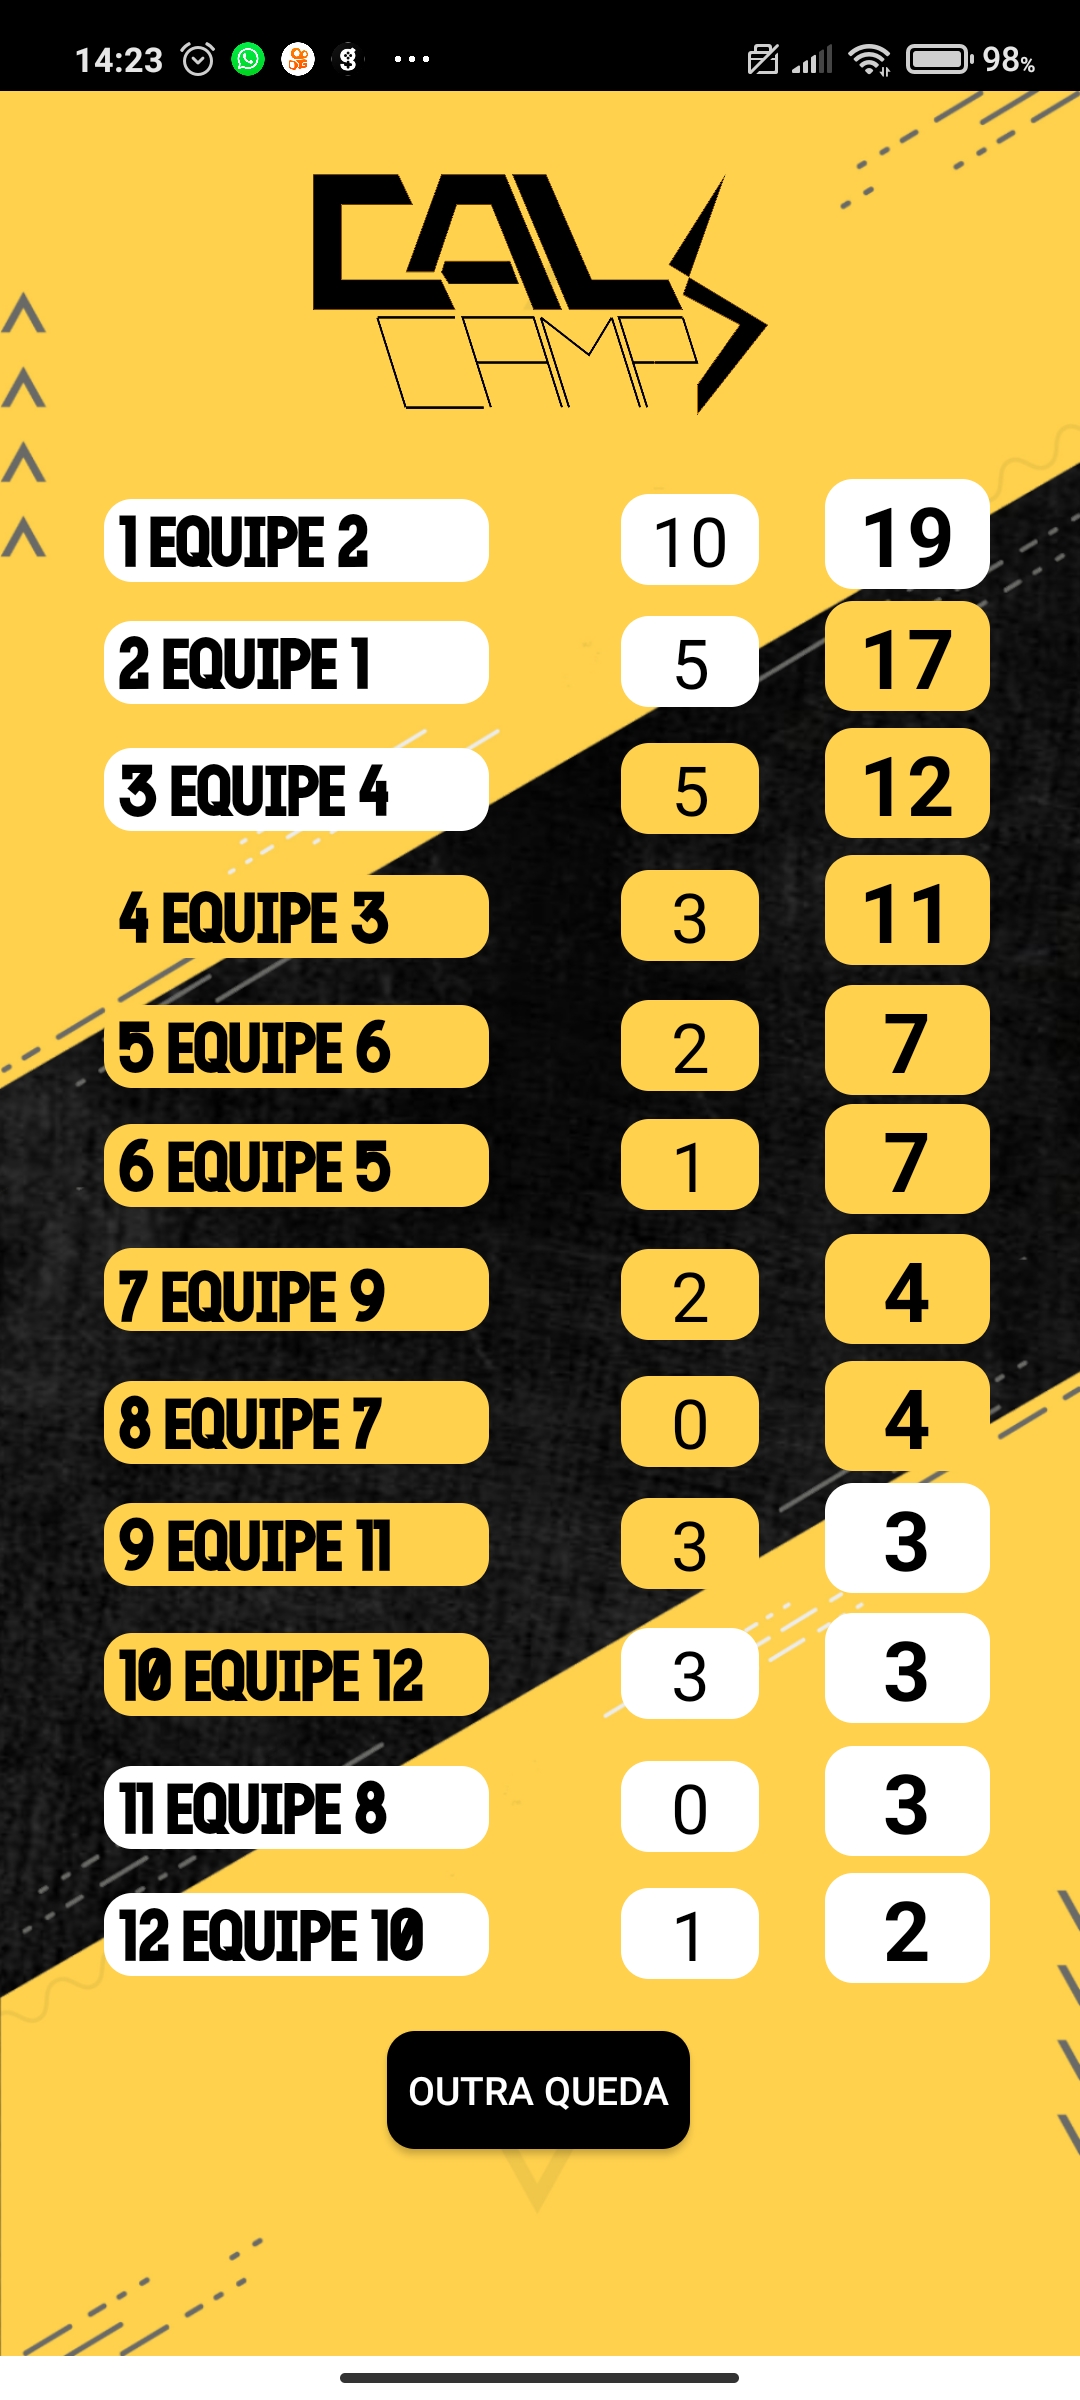 14:23 98%
CAL
CAMP
1 EQUIPE 2 10 19
2 EQUIPE 1 5 17
3 EQUIPE 4 5 12
4 EQUIPE 3 3 11
5 EQUIPE 6 2 7
6 EQUIPE 5 1 7
7 EQUIPE 9 2 4
8 EQUIPE 7 0 4
9 EQUIPE 11 3 3
10 EQUIPE 12 3 3
11 EQUIPE 8 0 3
12 EQUIPE 10 1 2
OUTRA QUEDA